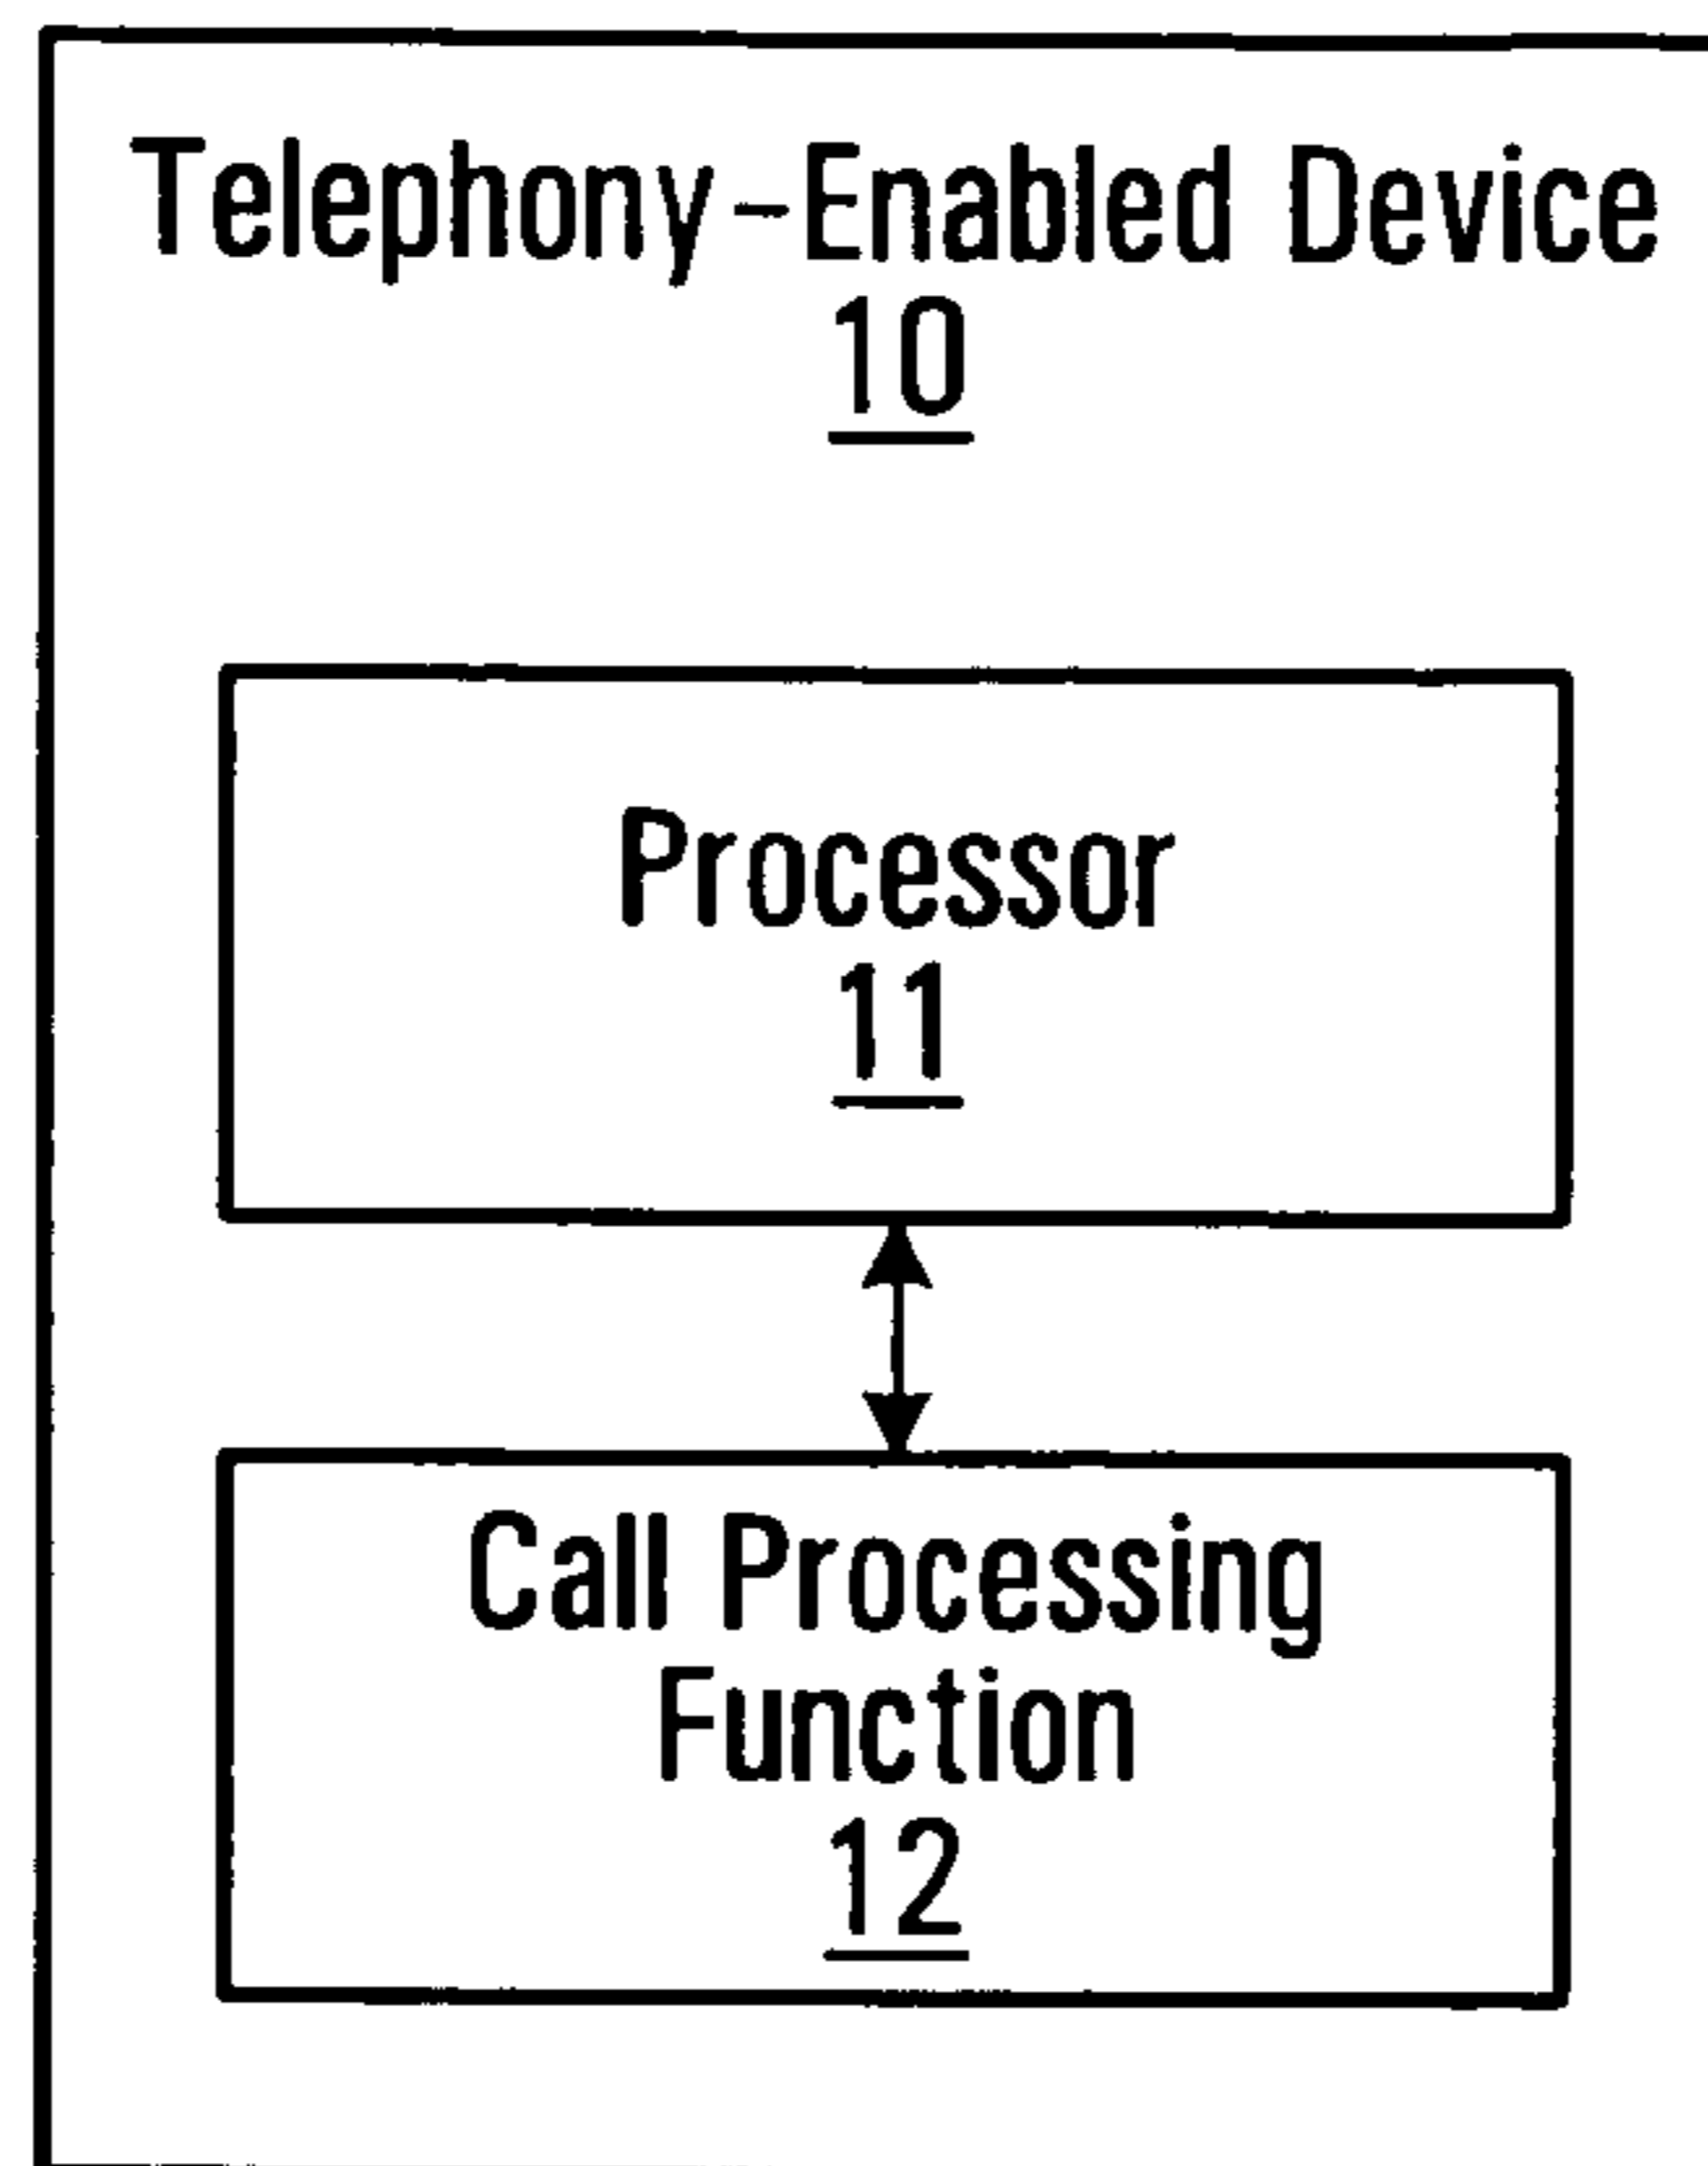 Telephony-Enabled Device
10
Processor
11
Call Processing
Function
12